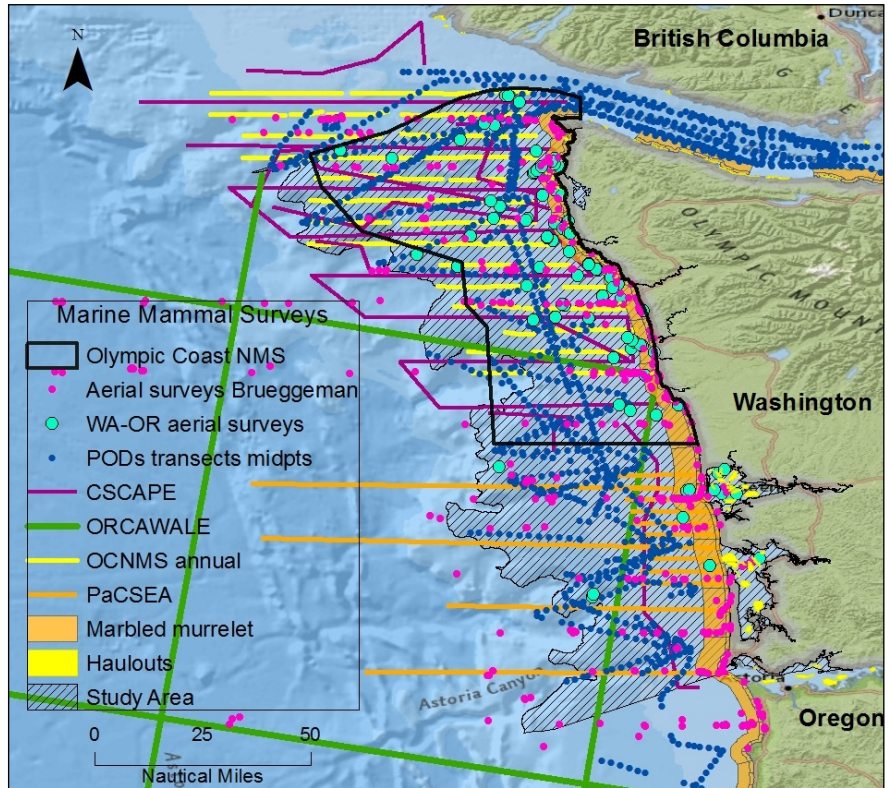 Dunca
British Columbia
G
E
N
OLYMPIC MOUNT
Marine Mammal Surveys
Olympic Coast NMS
Aerial surveys Brueggeman
WA-OR aerial surveys
PODs transects midpts
CSCAPE
ORCAWALE
OCNMS annual
PaCSEA
Marbled murrelet
Haulouts
Study Area
Washington
Astoria Canyon
Oregon
0 25 50
Nautical Miles